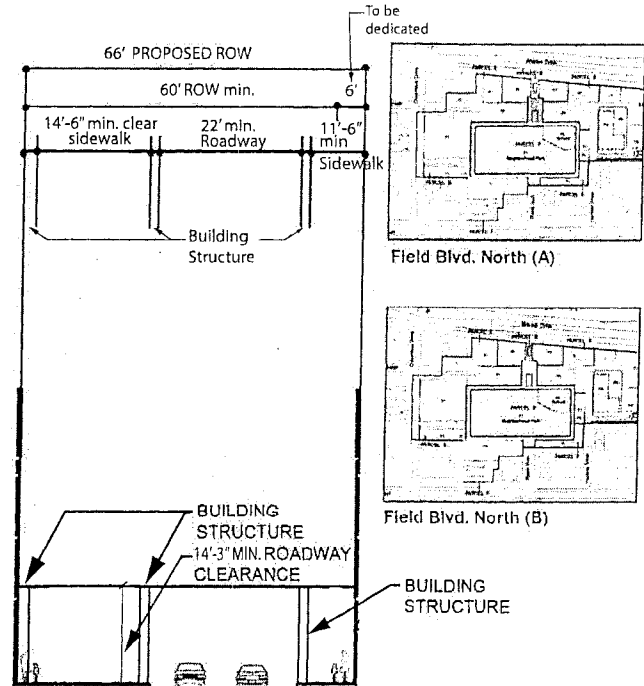 To be
dedicated
66' PROPOSED ROW
60' ROW min.
6'
14'-6" min. clear
sidewalk
22' min.
Roadway
11'-6"
min
Sidewalk
Building
Structure
Field Blvd. North (A)
Field Blvd. North (B)
BUILDING
STRUCTURE
14'-3" MIN. ROADWAY
CLEARANCE
BUILDING
STRUCTURE